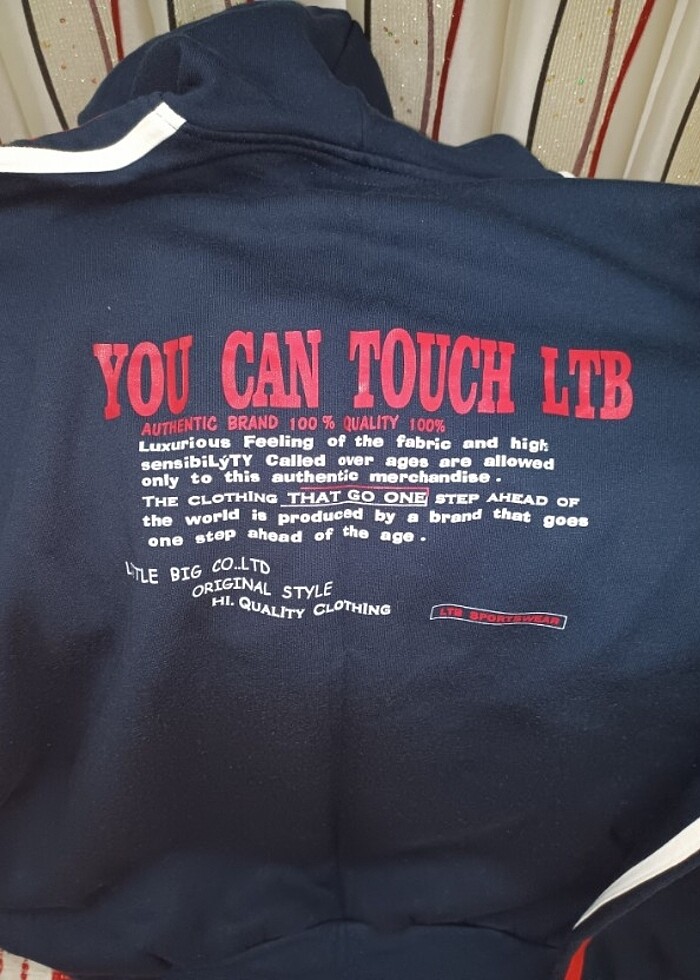 YOU CAN TOUCH LTB
AUTHENTIC BRAND 100% QUALITY 100%
Luxurious Feeling of the fabric and high
sensibiLýTY Called over ages are allowed
only to this authentic merchandise.
THE CLOTHING THAT GO ONE STEP AHEAD OF
the world is produced by a brand that goes
one step ahead of the age.
LITTLE BIG CO..LTD
ORIGINAL STYLE
HI. QUALITY CLOTHING
LTB SPORTSWEAR